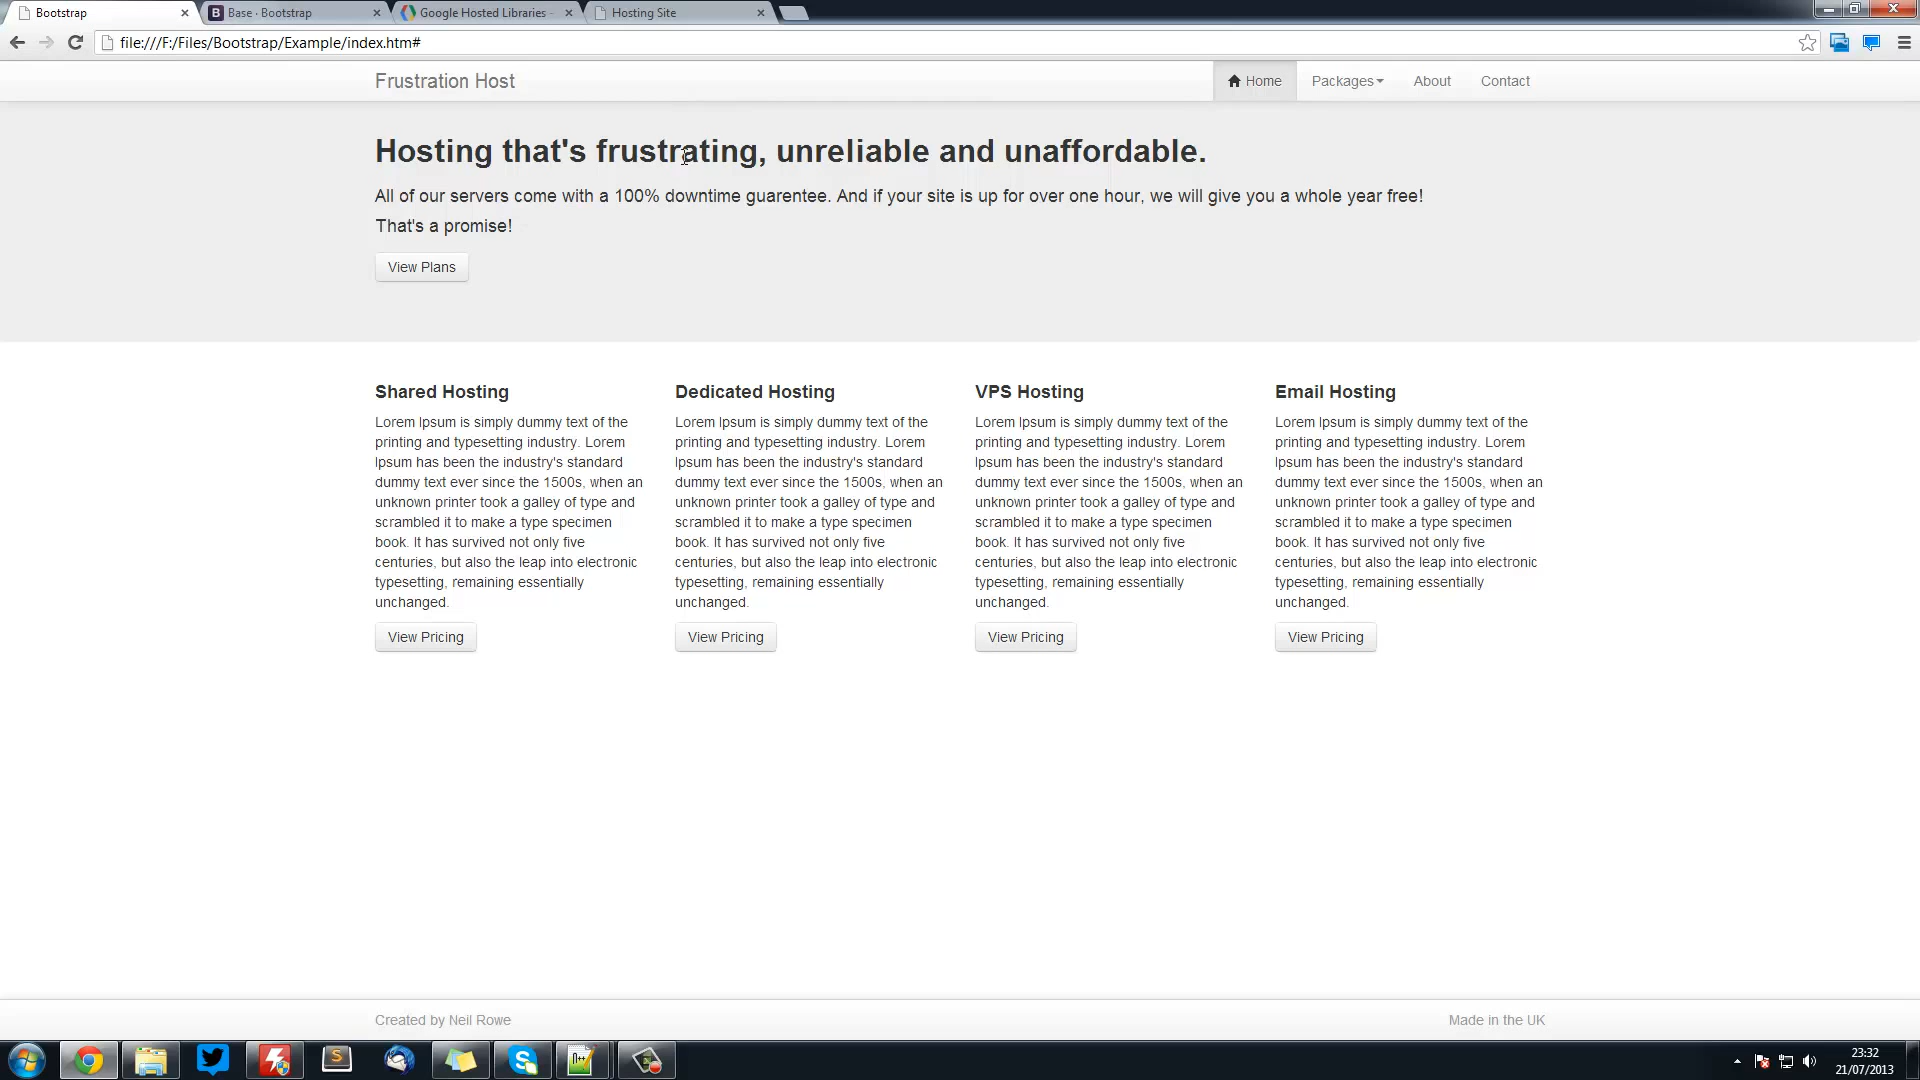 Bootstrap
Base · Bootstrap
Google Hosted Libraries -
Hosting Site
file:///F:/Files/Bootstrap/Example/index.htm#
Frustration Host
Home
Packages
About
Contact
Hosting that's frustrating, unreliable and unaffordable.
All of our servers come with a 100% downtime guarentee. And if your site is up for over one hour, we will give you a whole year free!
That's a promise!
View Plans
Shared Hosting
Lorem Ipsum is simply dummy text of the
printing and typesetting industry. Lorem
Ipsum has been the industry's standard
dummy text ever since the 1500s, when an
unknown printer took a galley of type and
scrambled it to make a type specimen
book. It has survived not only five
centuries, but also the leap into electronic
typesetting, remaining essentially
unchanged.
View Pricing
Dedicated Hosting
Lorem Ipsum is simply dummy text of the
printing and typesetting industry. Lorem
Ipsum has been the industry's standard
dummy text ever since the 1500s, when an
unknown printer took a galley of type and
scrambled it to make a type specimen
book. It has survived not only five
centuries, but also the leap into electronic
typesetting, remaining essentially
unchanged.
View Pricing
VPS Hosting
Lorem Ipsum is simply dummy text of the
printing and typesetting industry. Lorem
Ipsum has been the industry's standard
dummy text ever since the 1500s, when an
unknown printer took a galley of type and
scrambled it to make a type specimen
book. It has survived not only five
centuries, but also the leap into electronic
typesetting, remaining essentially
unchanged.
View Pricing
Email Hosting
Lorem Ipsum is simply dummy text of the
printing and typesetting industry. Lorem
Ipsum has been the industry's standard
dummy text ever since the 1500s, when an
unknown printer took a galley of type and
scrambled it to make a type specimen
book. It has survived not only five
centuries, but also the leap into electronic
typesetting, remaining essentially
unchanged.
View Pricing
Created by Neil Rowe
Made in the UK
23:32
21/07/2013